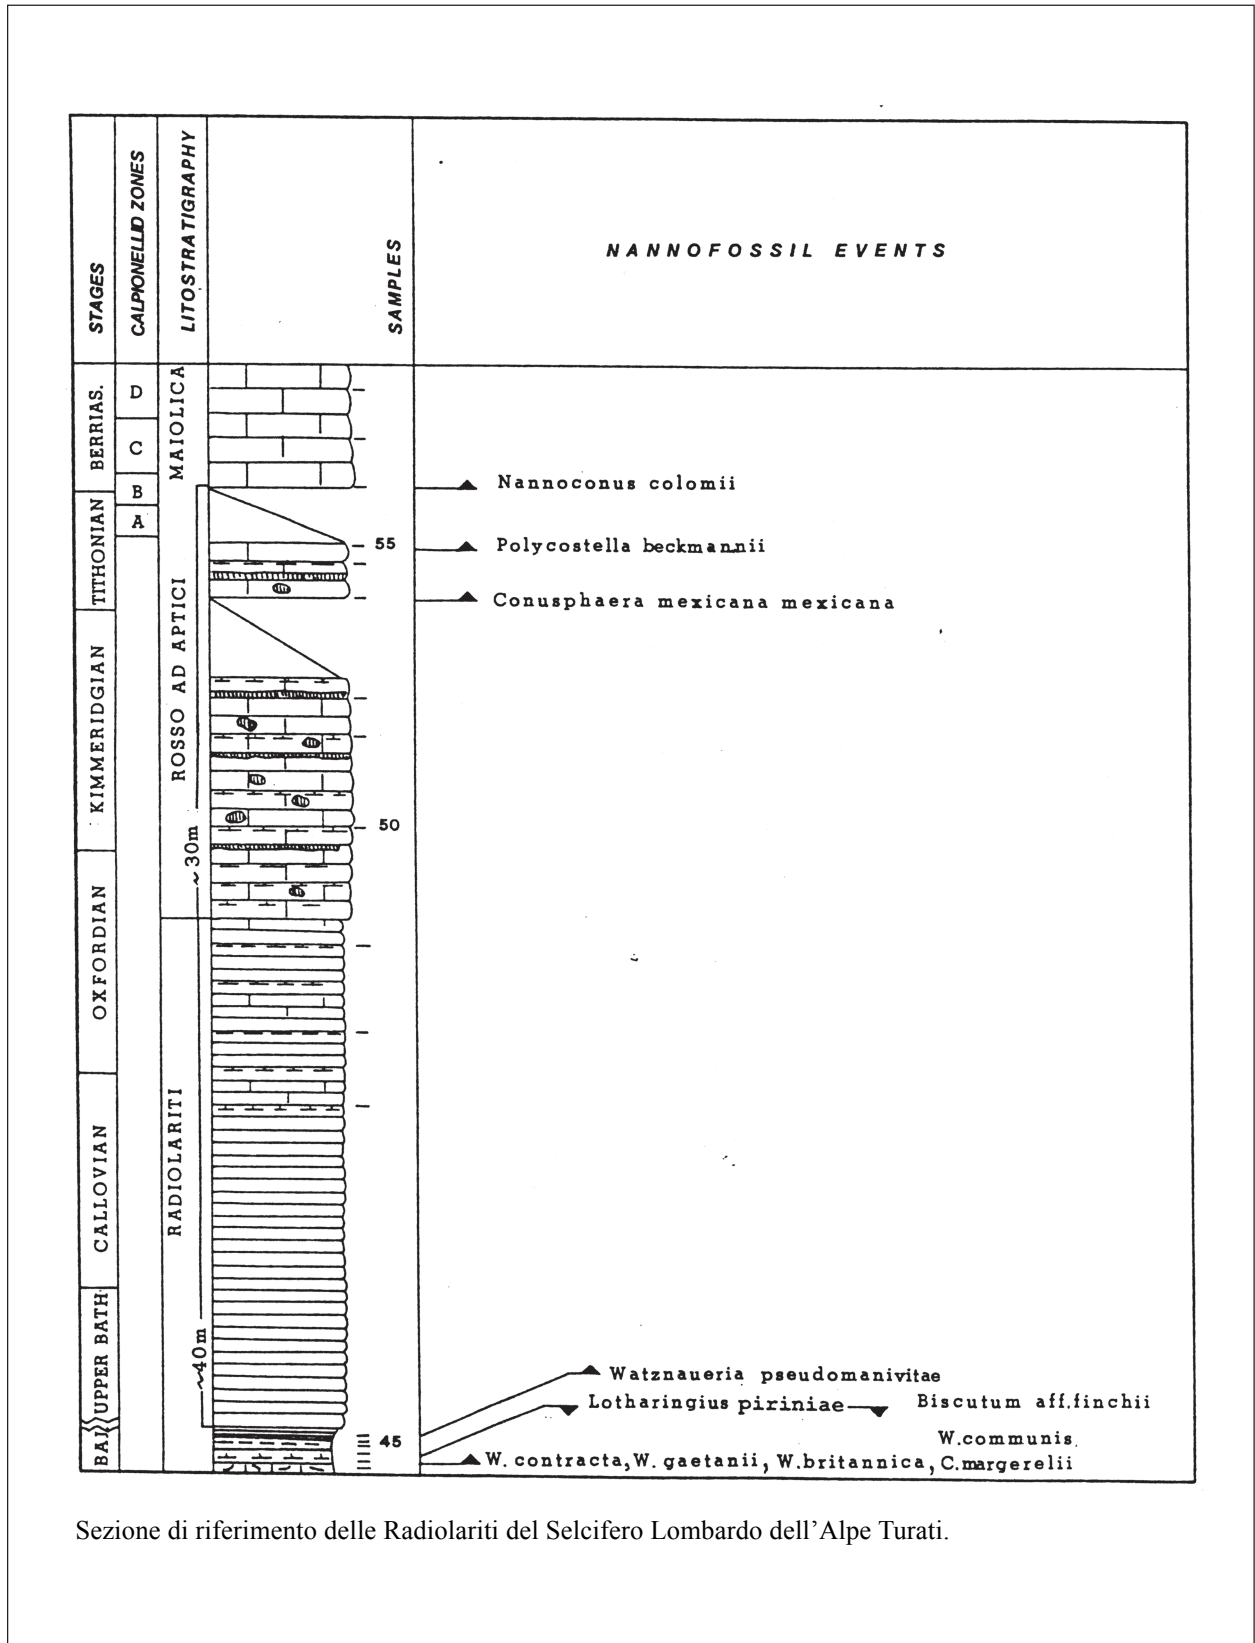 STAGES
CALPIONELLID ZONES
LITOSTRATIGRAPHY
SAMPLES
NANNOFOSSIL EVENTS
BERRIAS.
TITHONIAN
KIMMERIDGIAN
OXFORDIAN
CALLOVIAN
UPPER BATH
BAJ
D
C
B
A
MAIOLICA
ROSSO AD APTICI
RADIOLARITI
~30m
~40m
55
50
45
Nannoconus colomii
Polycostella beckmannii
Conusphaera mexicana mexicana
Watznaueria pseudomanivitae
Lotharingius piriniae
Biscutum aff.finchii
W.communis
W. contracta, W. gaetanii, W.britannica, C.margerelii
Sezione di riferimento delle Radiolariti del Selcifero Lombardo dell'Alpe Turati.